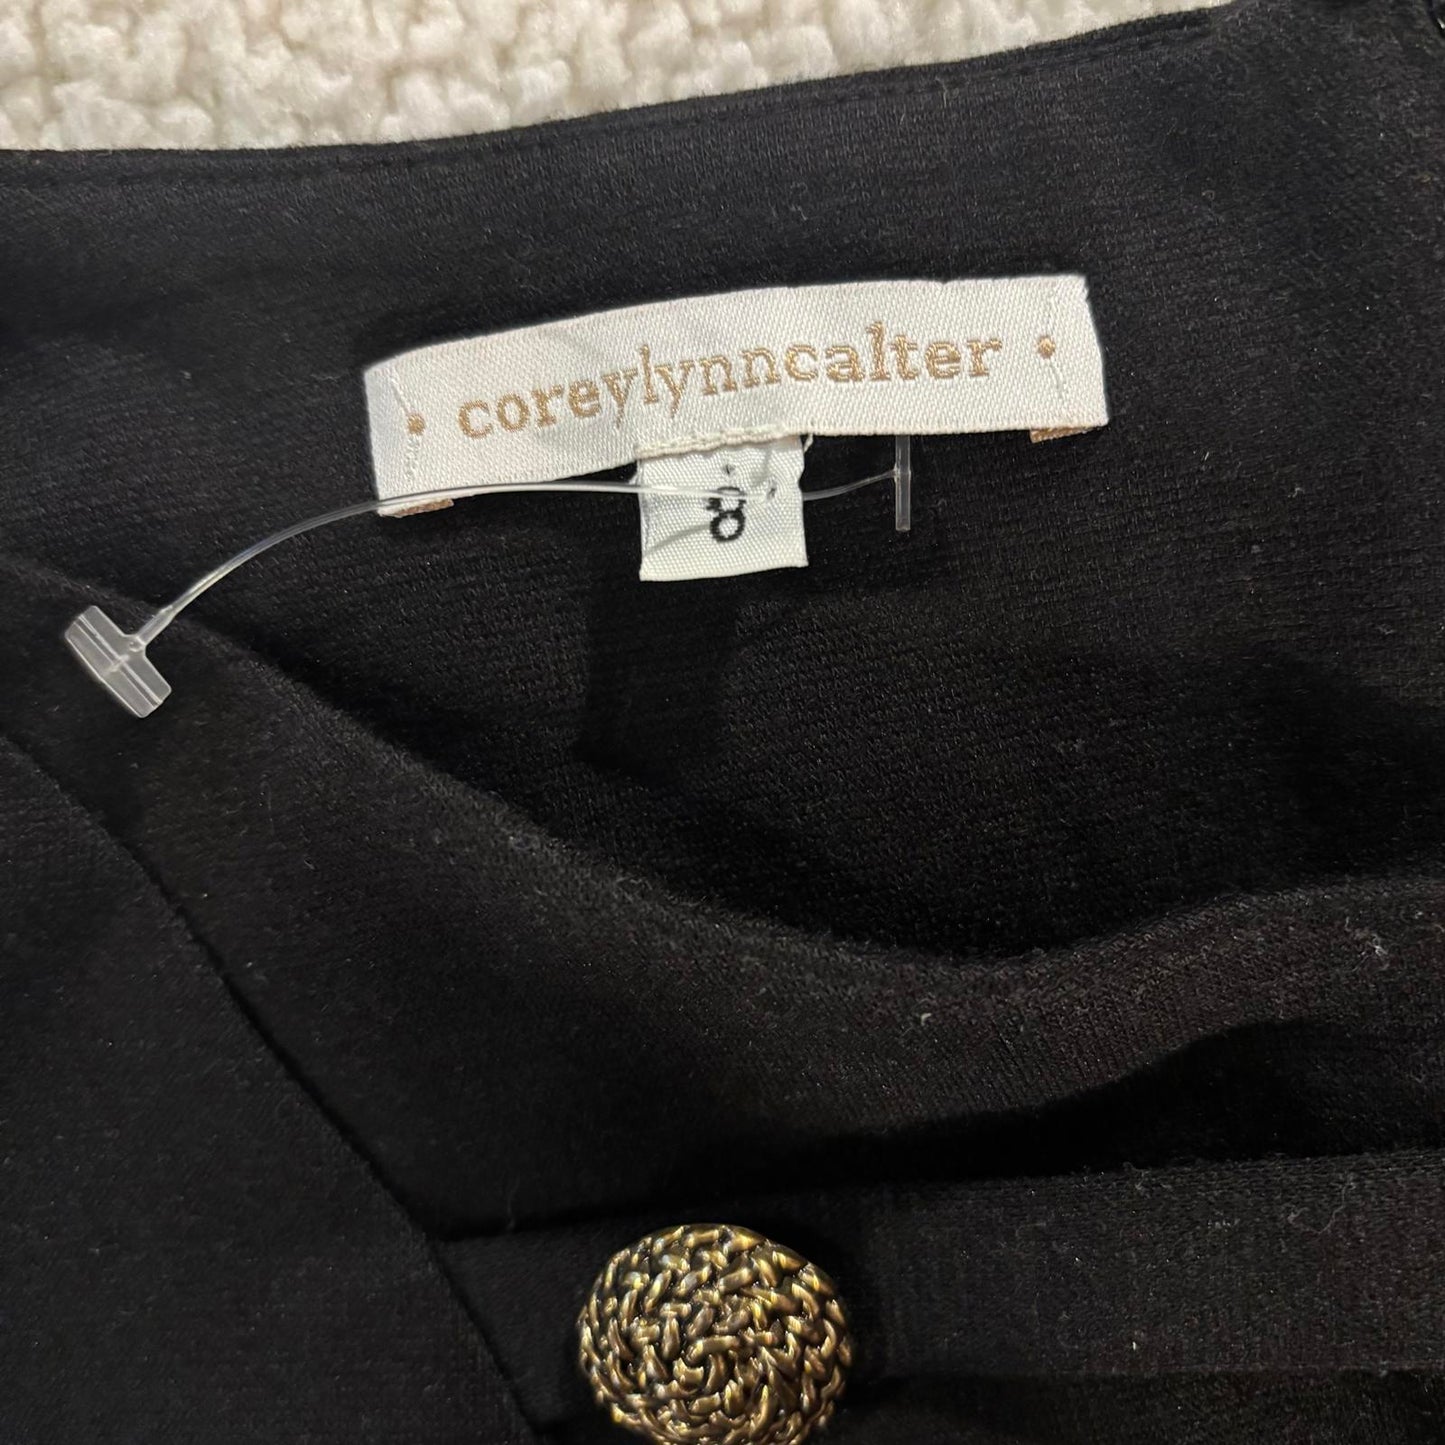 • coreylynncalter •
8